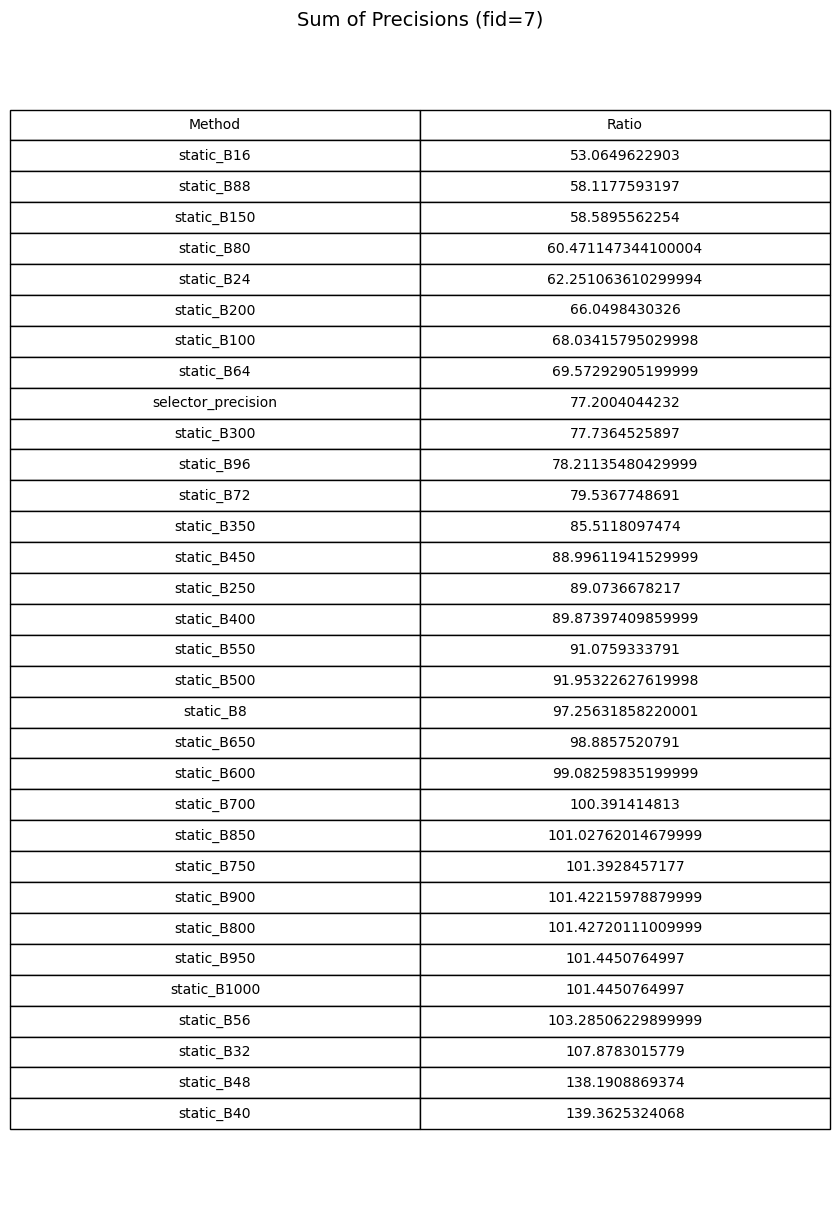 Sum of Precisions (fid=7)
Method Ratio
static_B16 53.0649622903
static_B88 58.1177593197
static_B150 58.5895562254
static_B80 60.471147344100004
static_B24 62.251063610299994
static_B200 66.0498430326
static_B100 68.03415795029998
static_B64 69.57292905199999
selector_precision 77.2004044232
static_B300 77.7364525897
static_B96 78.21135480429999
static_B72 79.5367748691
static_B350 85.5118097474
static_B450 88.99611941529999
static_B250 89.0736678217
static_B400 89.87397409859999
static_B550 91.0759333791
static_B500 91.95322627619998
static_B8 97.25631858220001
static_B650 98.8857520791
static_B600 99.08259835199999
static_B700 100.391414813
static_B850 101.02762014679999
static_B750 101.3928457177
static_B900 101.42215978879999
static_B800 101.42720111009999
static_B950 101.4450764997
static_B1000 101.4450764997
static_B56 103.28506229899999
static_B32 107.8783015779
static_B48 138.1908869374
static_B40 139.3625324068